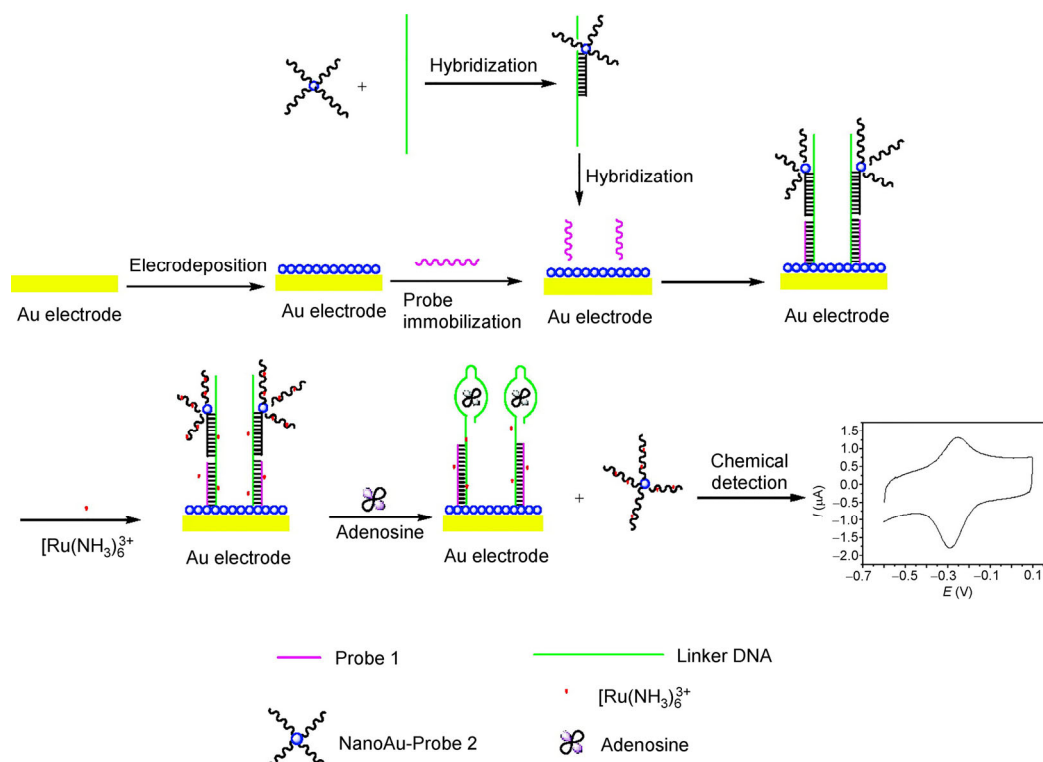 Hybridization
+
Hybridization
Elecrodeposition
Probe
immobilization
Au electrode
Au electrode
Au electrode
Au electrode
[Ru(NH3)6^3+
Au electrode
Adenosine
Au electrode
+
Chemical
detection
1.5
1.0
0.5
0.0
−0.5
−1.0
−1.5
−2.0
I (μA)
−0.7 −0.5 −0.3 −0.1 0.1
E (V)
Probe 1
Linker DNA
[Ru(NH3)6^3+
NanoAu-Probe 2
Adenosine